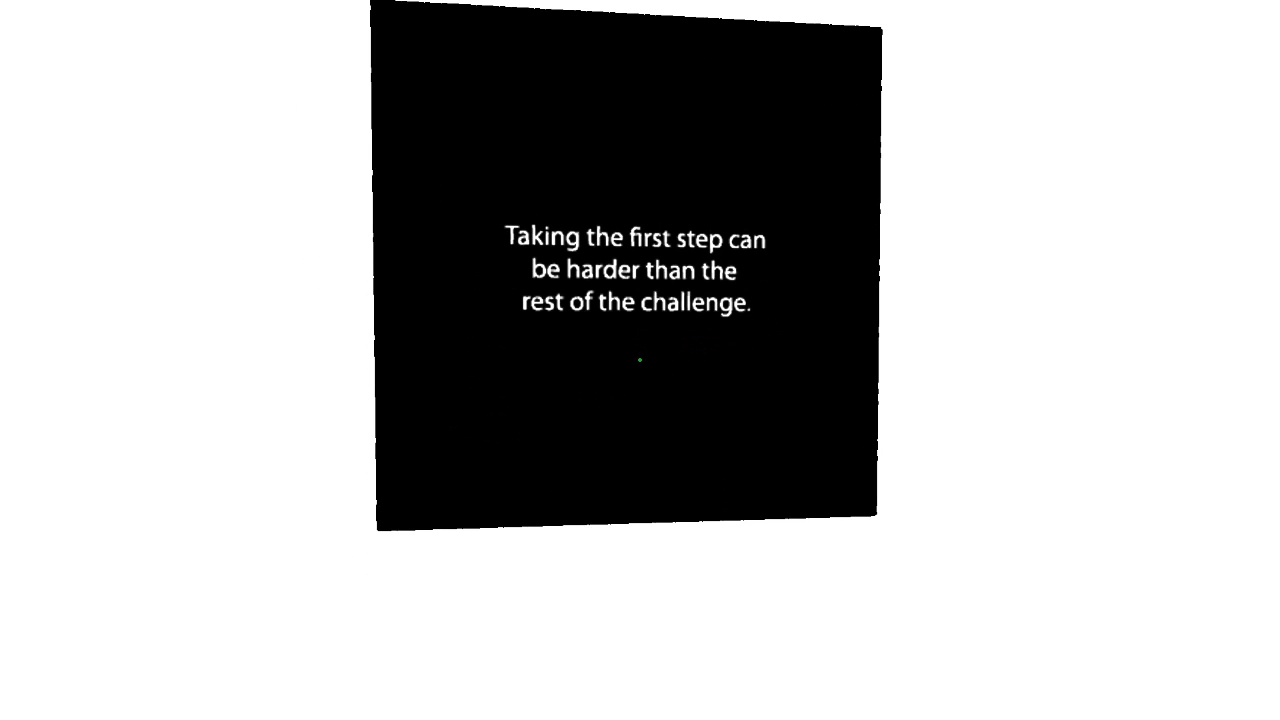 Taking the first step can
be harder than the
rest of the challenge.